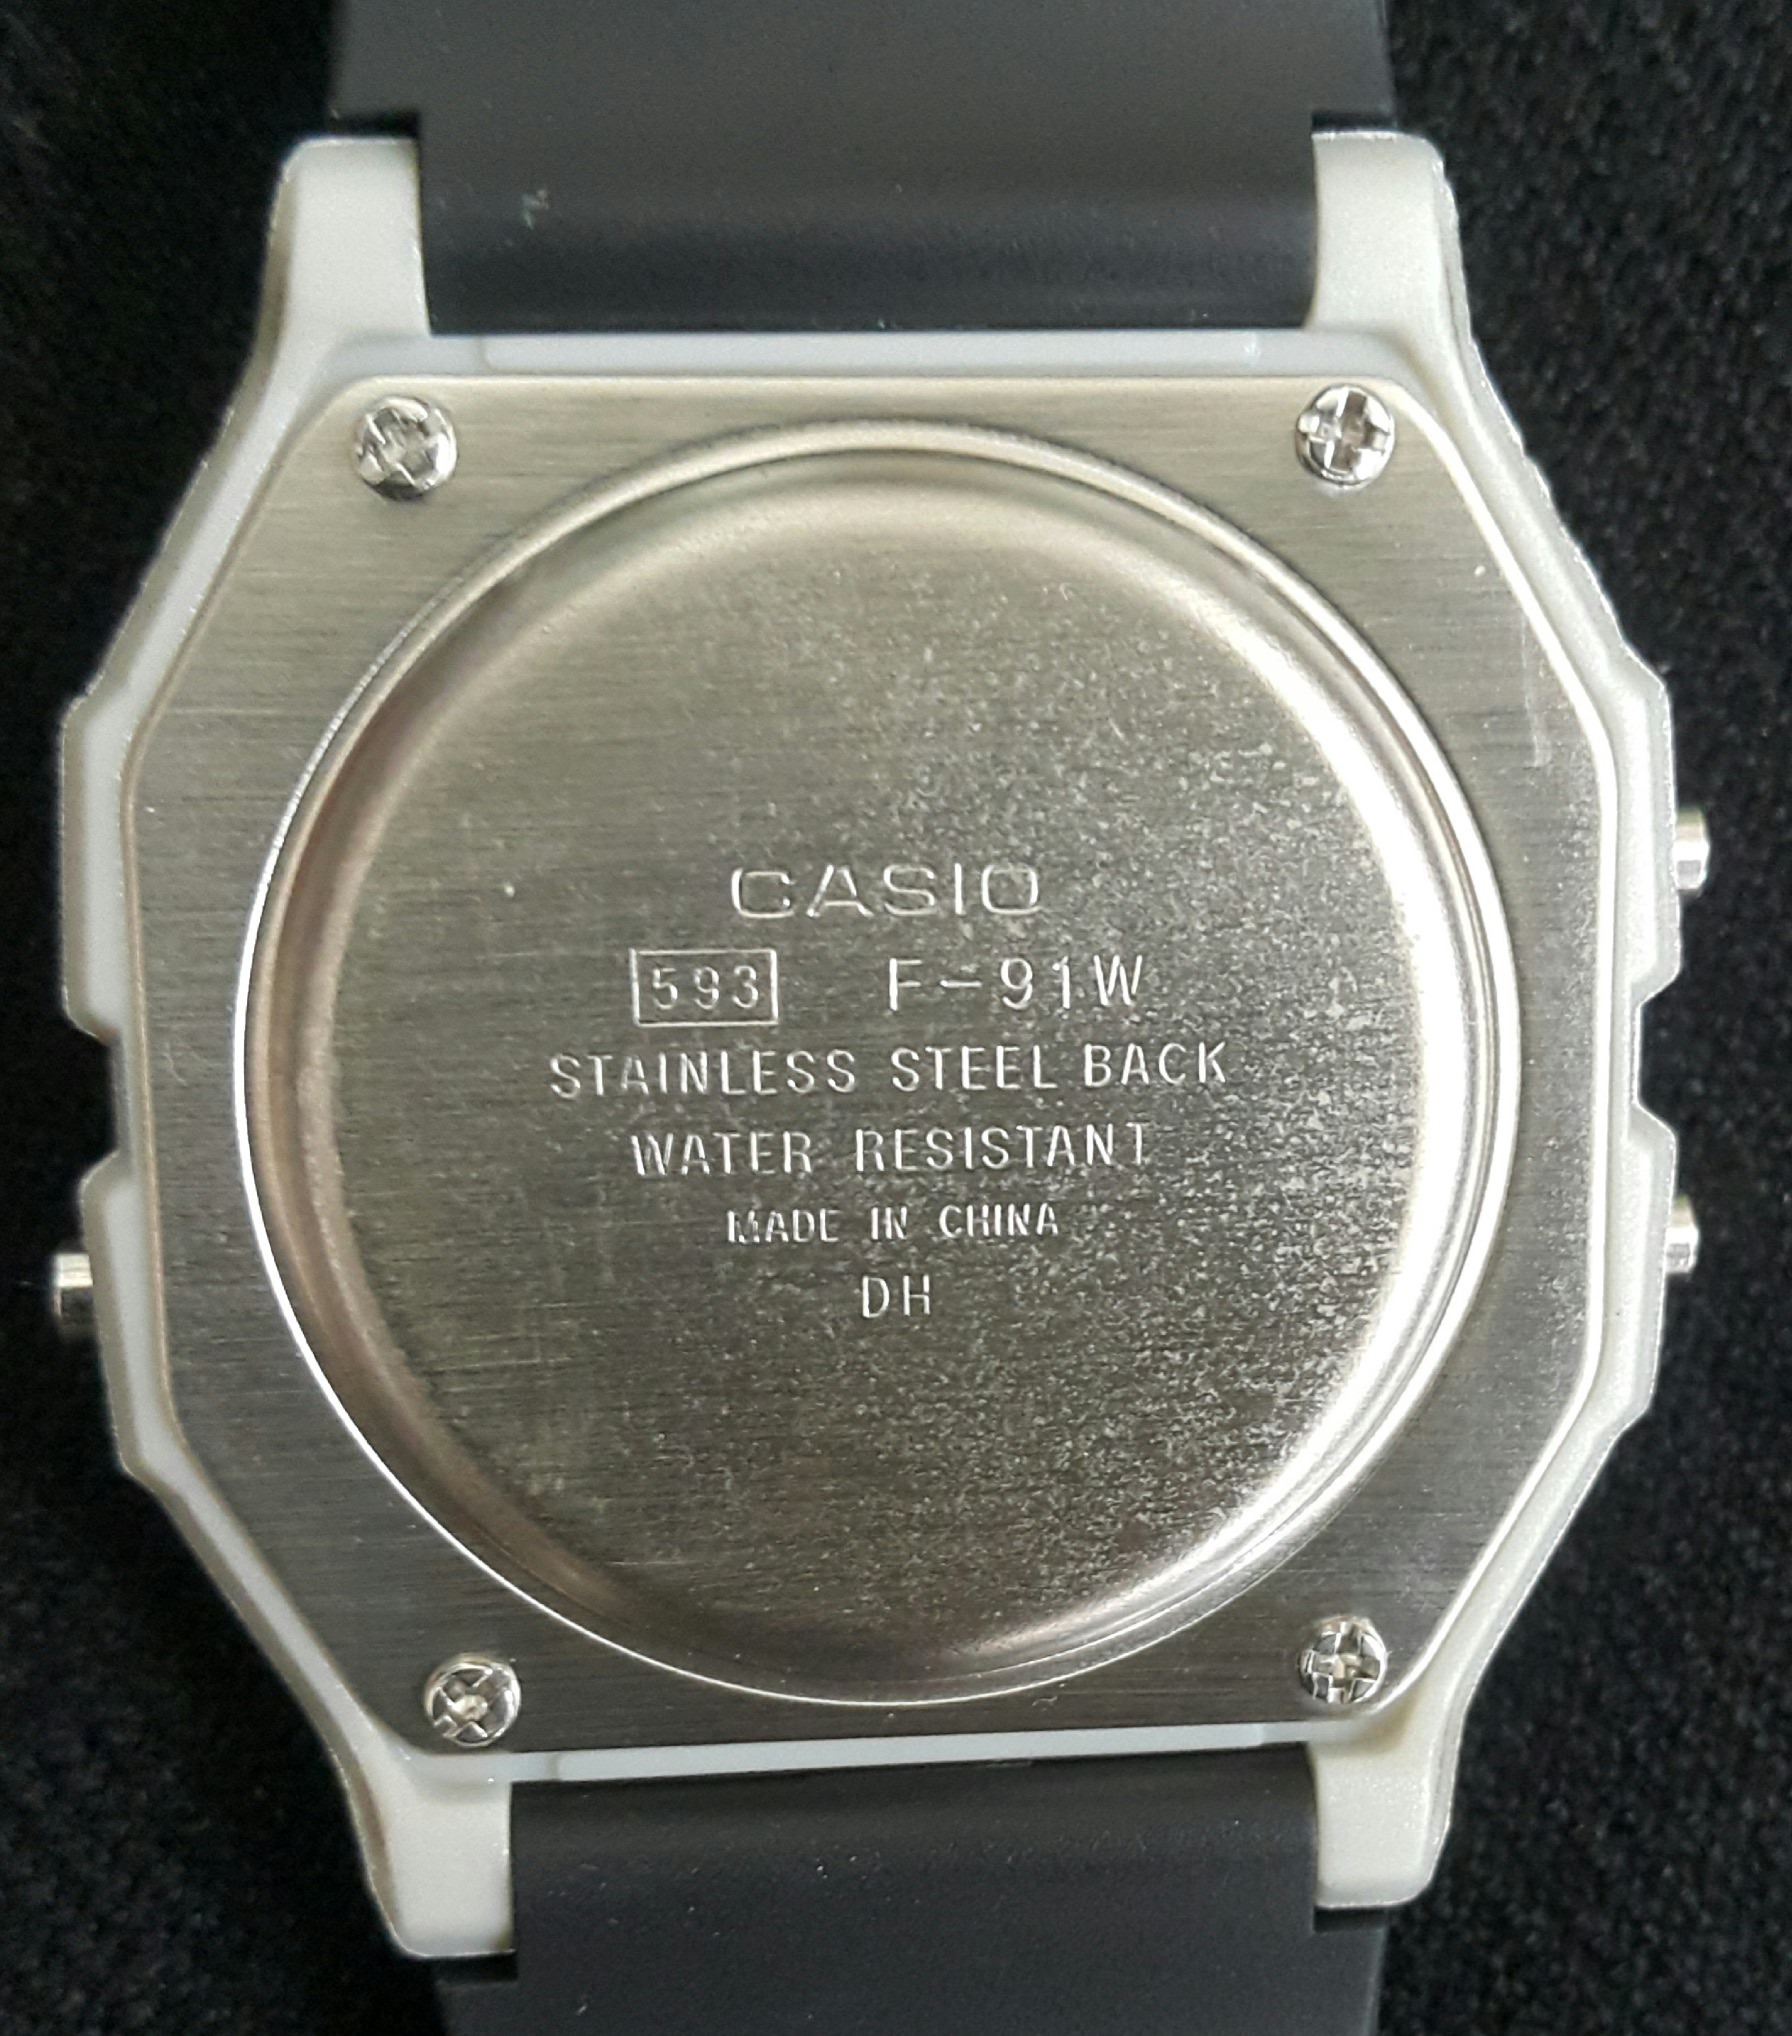 CASIO
593 F-91W
STAINLESS STEEL BACK
WATER RESISTANT
MADE IN CHINA
DH